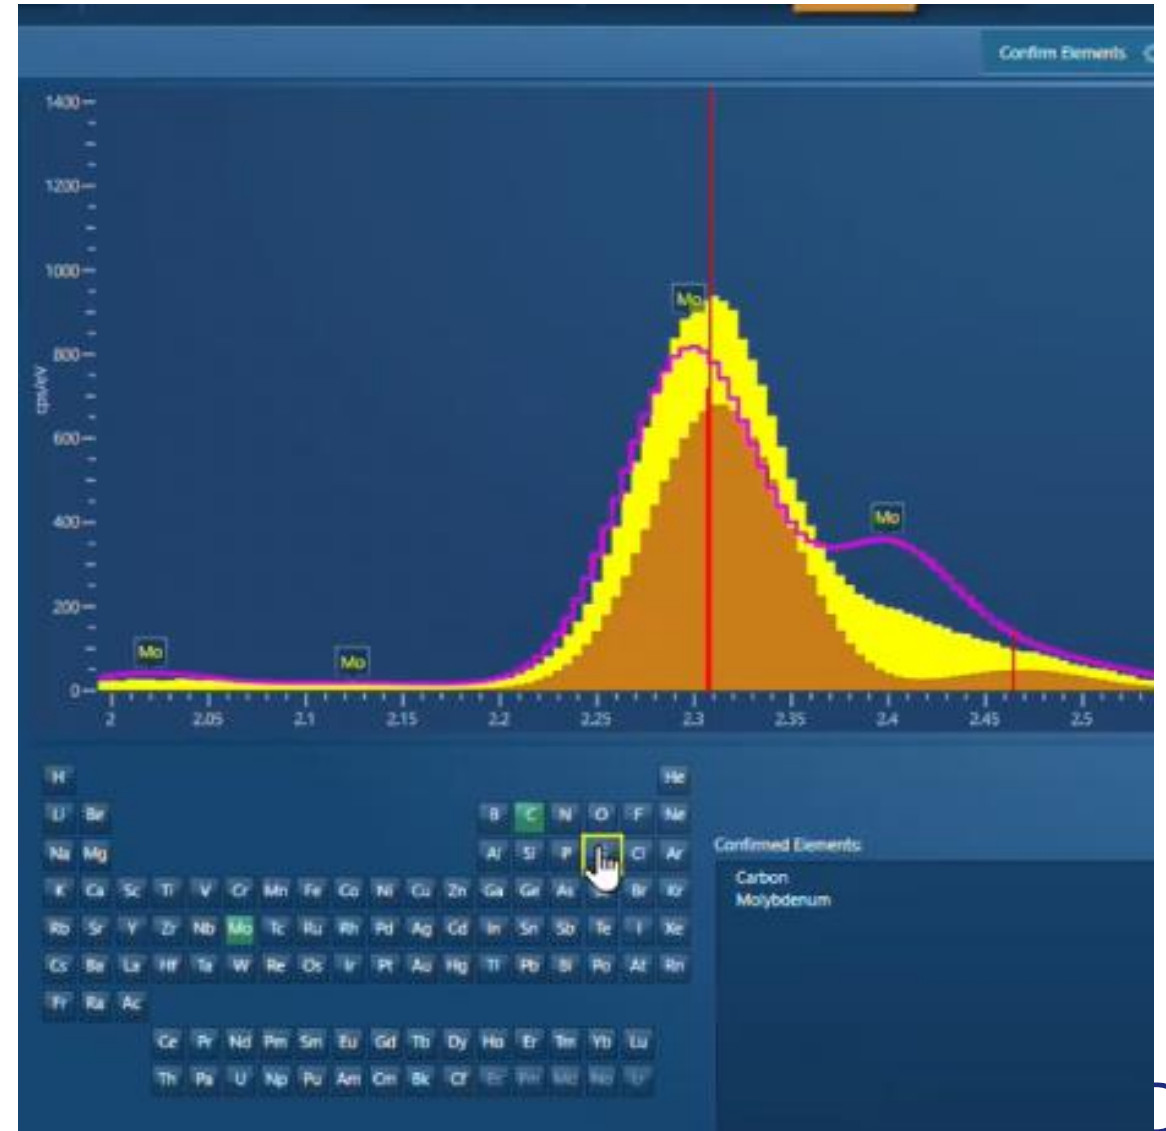 Confirm Elements
1400
1200
1000
Mo
800
cps/eV
600
Mo
400
200
Mo
Mo
0
2 2.05 2.1 2.15 2.2 2.25 2.3 2.35 2.4 2.45 2.5
H He
Li Be B C N O F Ne
Na Mg Al Si P Cl Ar
K Ca Sc Ti V Cr Mn Fe Co Ni Cu Zn Ga Ge As Br Kr
Rb Sr Y Zr Nb Mo Tc Ru Rh Pd Ag Cd In Sn Sb Te I Xe
Cs Ba La Hf Ta W Re Os Ir Pt Au Hg Tl Pb Bi Po At Rn
Fr Ra Ac
Ce Pr Nd Pm Sm Eu Gd Tb Dy Ho Er Tm Yb Lu
Th Pa U Np Pu Am Cm Bk Cf Es Fm Md No Lr
Confirmed Elements:
Carbon
Molybdenum